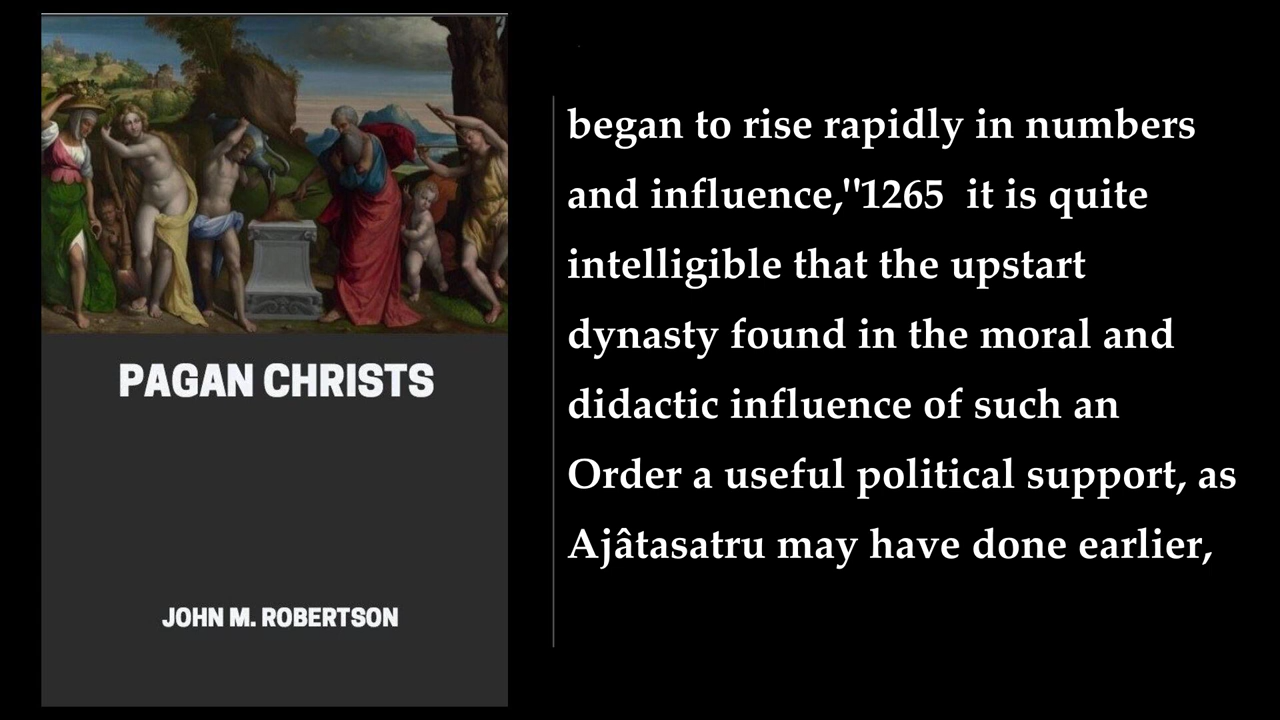 PAGAN CHRISTS
JOHN M. ROBERTSON
began to rise rapidly in numbers
and influence,"1265  it is quite
intelligible that the upstart
dynasty found in the moral and
didactic influence of such an
Order a useful political support, as
Ajâtasatru may have done earlier,